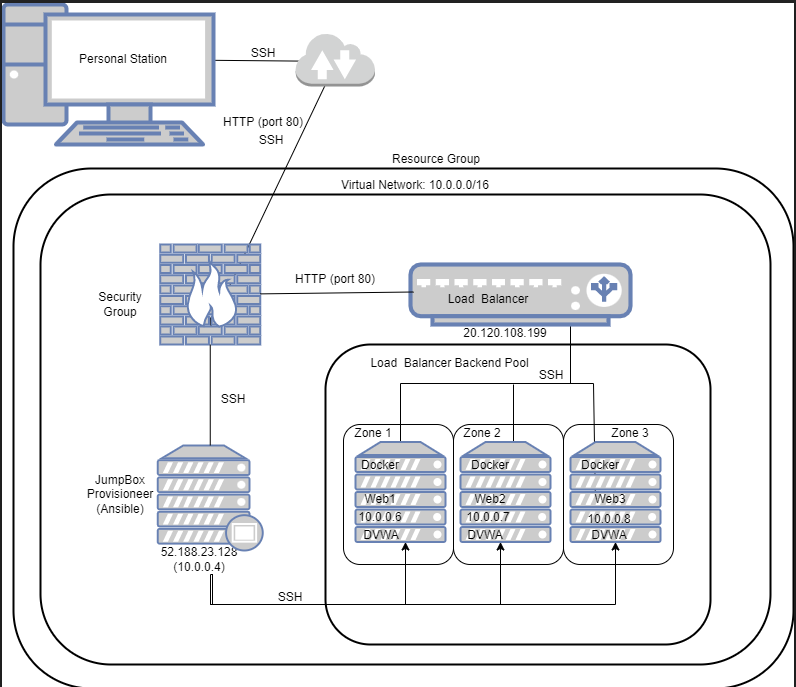 Personal Station
SSH
HTTP (port 80)
SSH
Resource Group
Virtual Network: 10.0.0.0/16
Security
Group
HTTP (port 80)
Load Balancer
20.120.108.199
Load Balancer Backend Pool
SSH
SSH
Zone 1
Docker
Web1
10.0.0.6
DVWA
Zone 2
Docker
Web2
10.0.0.7
DVWA
Zone 3
Docker
Web3
10.0.0.8
DVWA
JumpBox
Provisioneer
(Ansible)
52.188.23.128
(10.0.0.4)
SSH